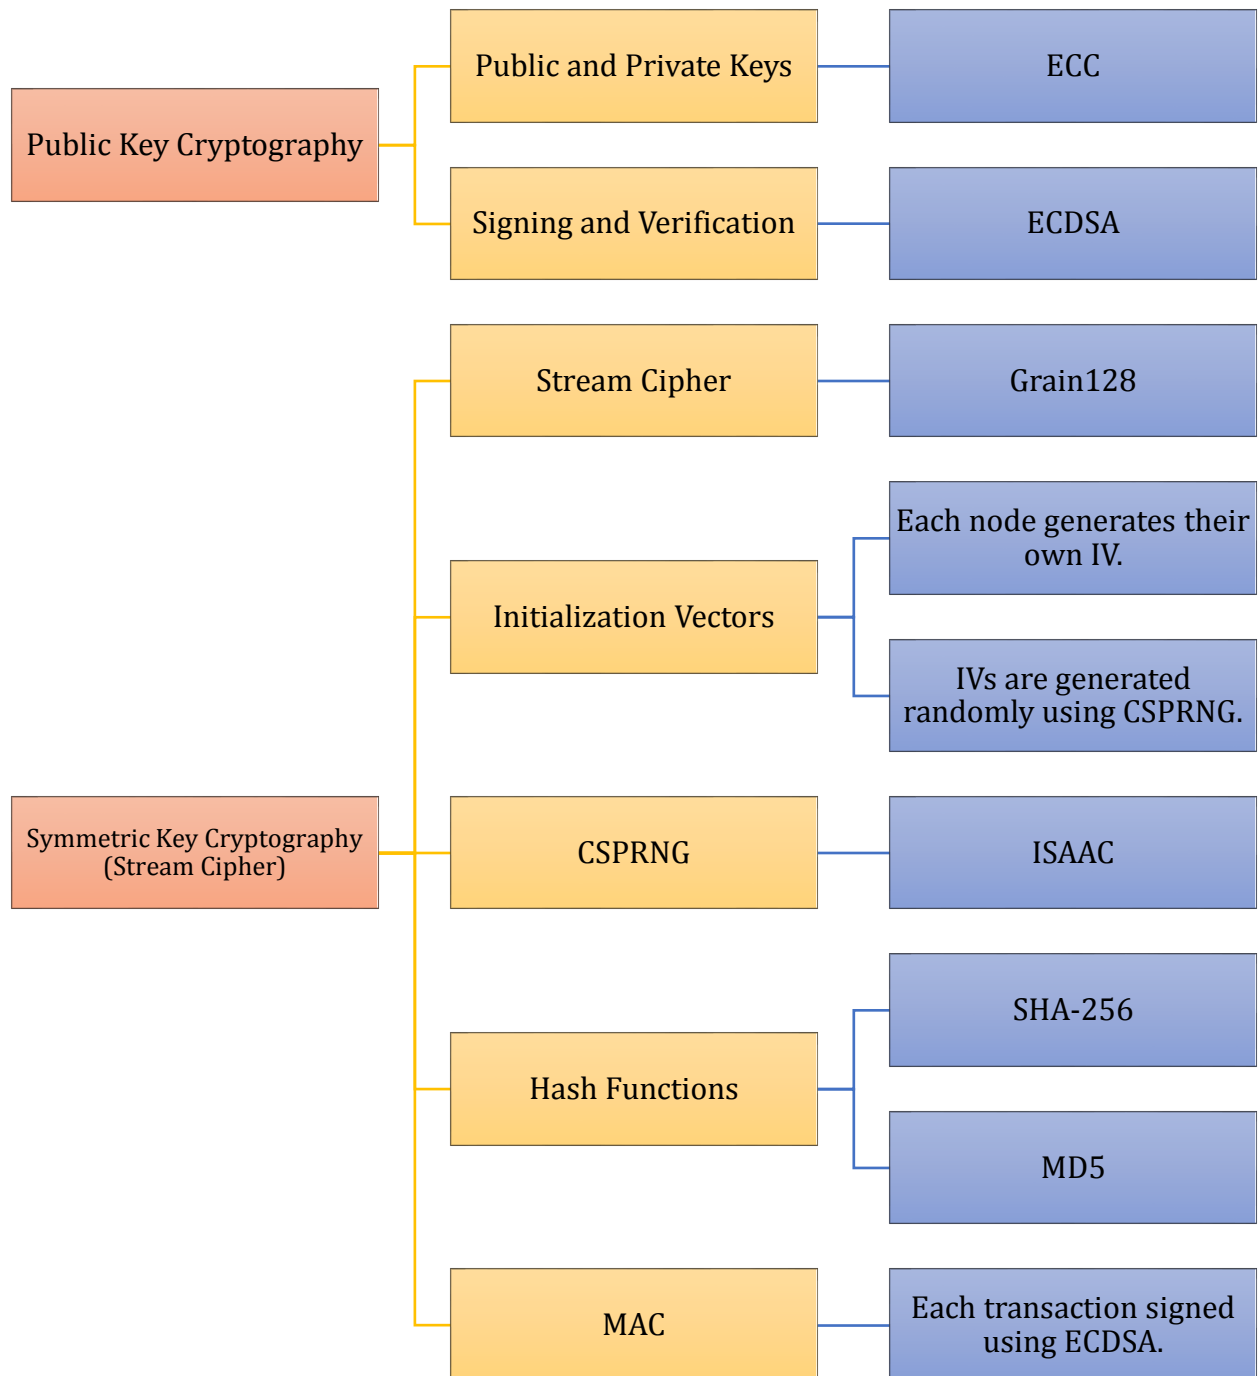 Public Key Cryptography
Public and Private Keys
ECC
Signing and Verification
ECDSA
Symmetric Key Cryptography
(Stream Cipher)
Stream Cipher
Grain128
Initialization Vectors
Each node generates their
own IV.
IVs are generated
randomly using CSPRNG.
CSPRNG
ISAAC
Hash Functions
SHA-256
MD5
MAC
Each transaction signed
using ECDSA.